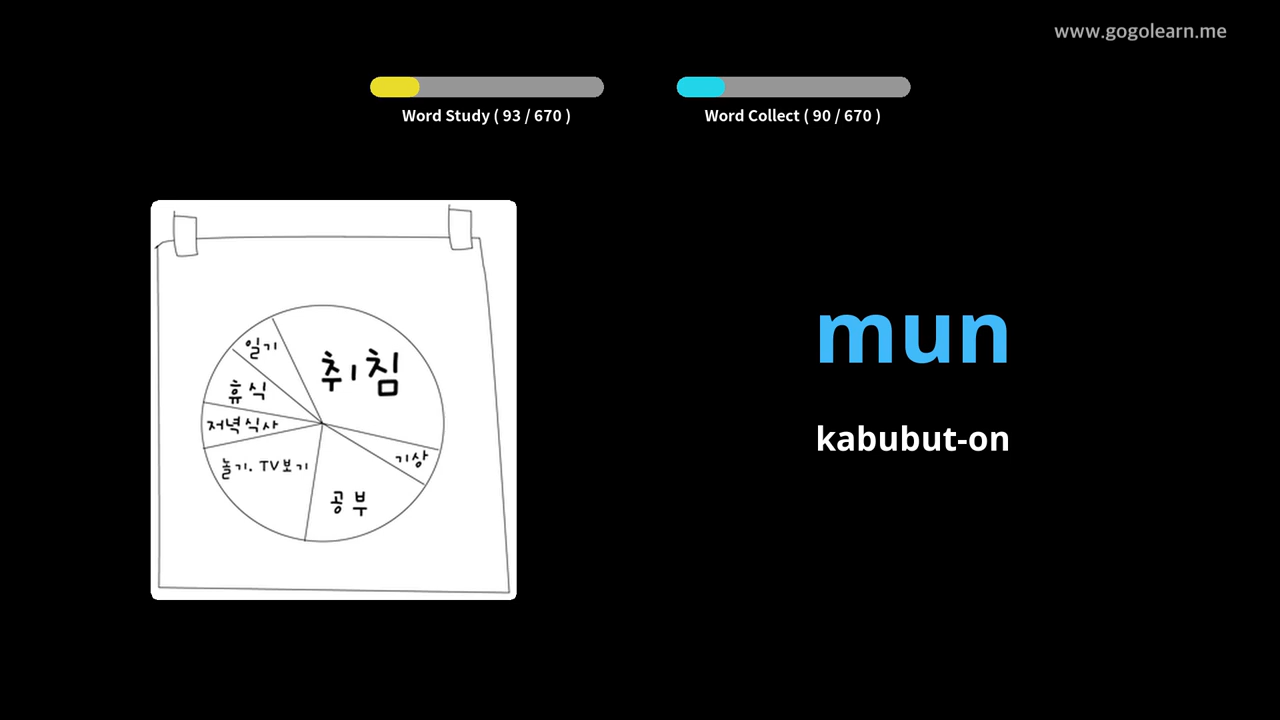 www.gogolearn.me
Word Study ( 93 / 670 )
Word Collect ( 90 / 670 )
일기
취침
휴식
저녁식사
놀기. TV보기
기상
공부
mun
kabubut-on